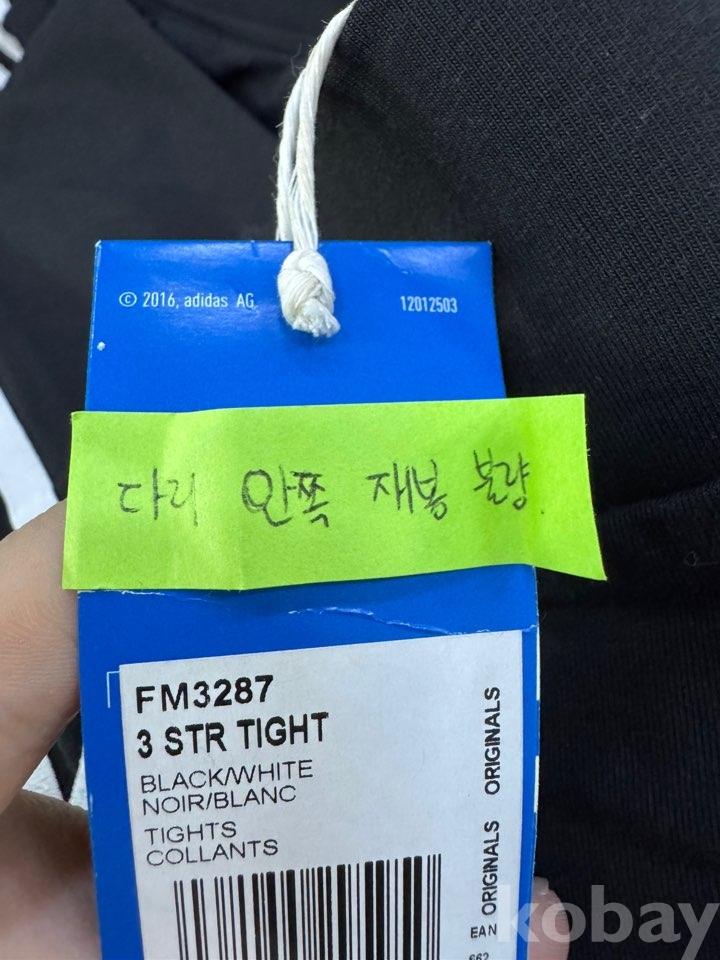 © 2016, adidas AG.
12012503
다리 안쪽 재봉 불량.
FM3287
3 STR TIGHT
BLACK/WHITE
NOIR/BLANC
TIGHTS
COLLANTS
ORIGINALS
ORIGINALS
EAN
662
kobay